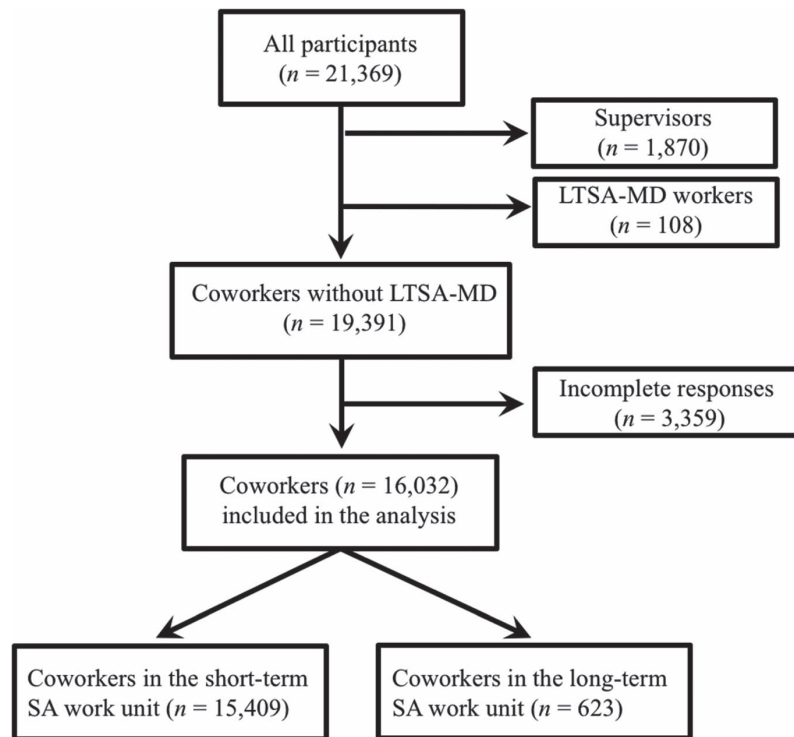 All participants
(n = 21,369)
Supervisors
(n = 1,870)
LTSA-MD workers
(n = 108)
Coworkers without LTSA-MD
(n = 19,391)
Incomplete responses
(n = 3,359)
Coworkers (n = 16,032)
included in the analysis
Coworkers in the short-term
SA work unit (n = 15,409)
Coworkers in the long-term
SA work unit (n = 623)